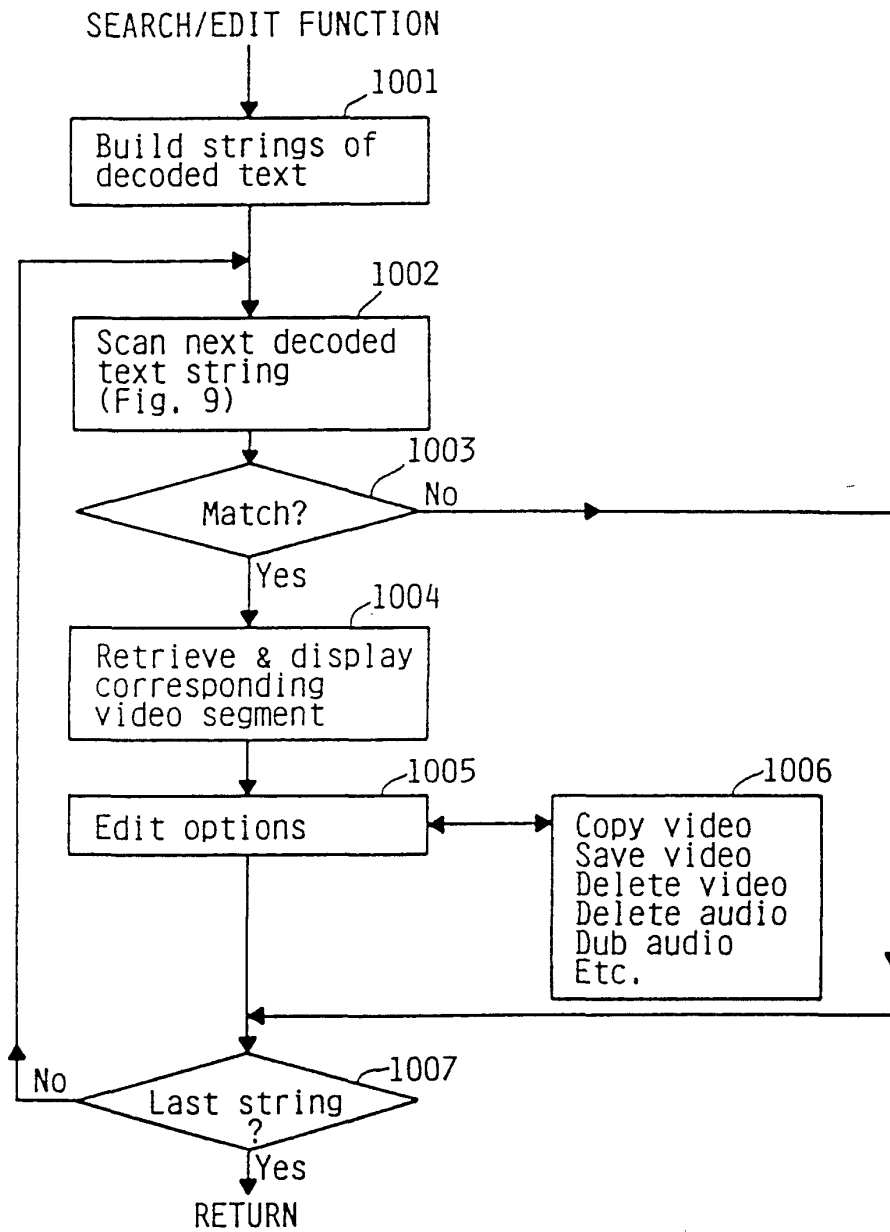 SEARCH/EDIT FUNCTION
1001
Build strings of
decoded text
1002
Scan next decoded
text string
(Fig. 9)
1003
Match?
No
Yes
1004
Retrieve & display
corresponding
video segment
1005
Edit options
1006
Copy video
Save video
Delete video
Delete audio
Dub audio
Etc.
1007
Last string
?
No
Yes
RETURN